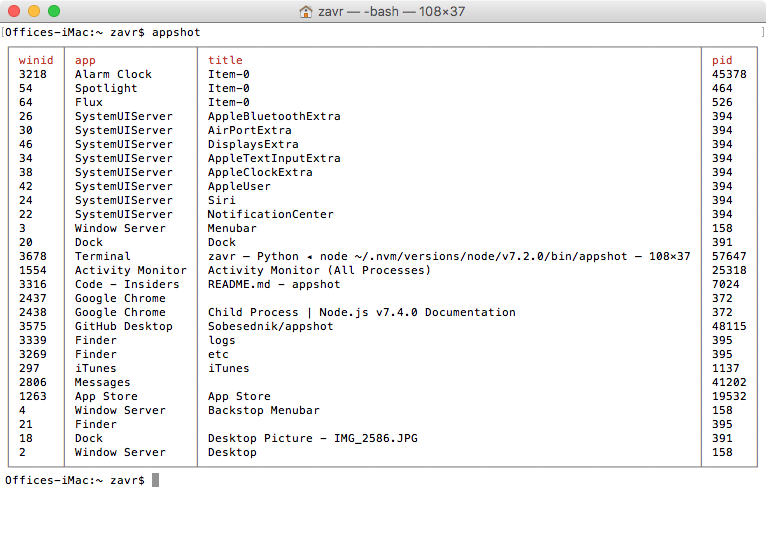 zavr — -bash — 108×37
[Offices-iMac:~ zavr$ appshot ]
winid app title pid
3218 Alarm Clock Item-0 45378
54 Spotlight Item-0 464
64 Flux Item-0 526
26 SystemUIServer AppleBluetoothExtra 394
30 SystemUIServer AirPortExtra 394
46 SystemUIServer DisplaysExtra 394
34 SystemUIServer AppleTextInputExtra 394
38 SystemUIServer AppleClockExtra 394
42 SystemUIServer AppleUser 394
24 SystemUIServer Siri 394
22 SystemUIServer NotificationCenter 394
3 Window Server Menubar 158
20 Dock Dock 391
3678 Terminal zavr — Python ◂ node ~/.nvm/versions/node/v7.2.0/bin/appshot — 108×37 57647
1554 Activity Monitor Activity Monitor (All Processes) 25318
3316 Code - Insiders README.md - appshot 7024
2437 Google Chrome 372
2438 Google Chrome Child Process | Node.js v7.4.0 Documentation 372
3575 GitHub Desktop Sobesednik/appshot 48115
3339 Finder logs 395
3269 Finder etc 395
297 iTunes iTunes 1137
2806 Messages 41202
1263 App Store App Store 19532
4 Window Server Backstop Menubar 158
21 Finder 395
18 Dock Desktop Picture - IMG_2586.JPG 391
2 Window Server Desktop 158
Offices-iMac:~ zavr$